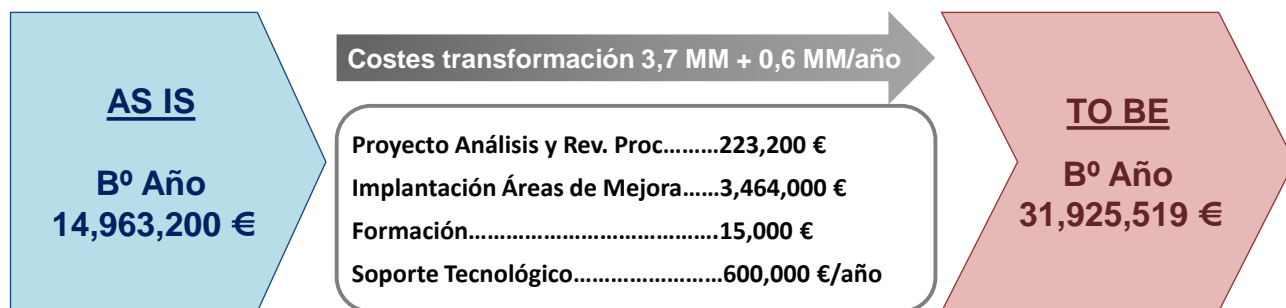 AS IS
Bº Año
14,963,200 €
Costes transformación 3,7 MM + 0,6 MM/año
Proyecto Análisis y Rev. Proc.........223,200 €
Implantación Áreas de Mejora......3,464,000 €
Formación..........................................15,000 €
Soporte Tecnológico.........................600,000 €/año
TO BE
Bº Año
31,925,519 €